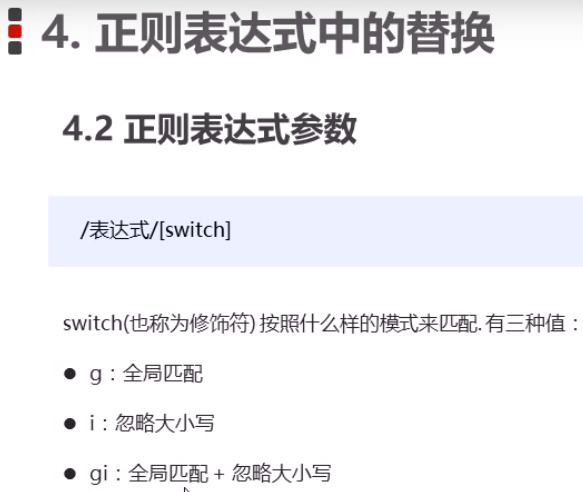 4. 正则表达式中的替换
4.2 正则表达式参数
/表达式/[switch]
switch(也称为修饰符) 按照什么样的模式来匹配. 有三种值：
● g：全局匹配
● i：忽略大小写
● gi：全局匹配 + 忽略大小写